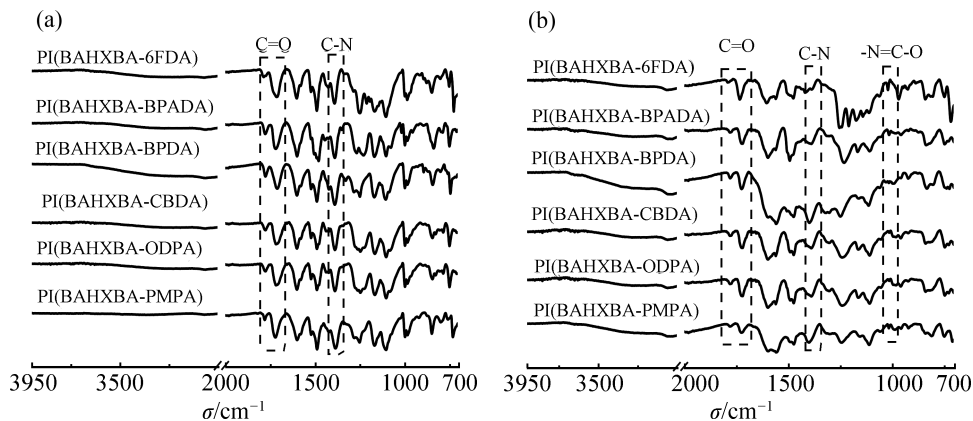 (a)
C=O
C-N
PI(BAHXBA-6FDA)
PI(BAHXBA-BPADA)
PI(BAHXBA-BPDA)
PI(BAHXBA-CBDA)
PI(BAHXBA-ODPA)
PI(BAHXBA-PMPA)
3950 3500 2000 1500 1000 700
σ/cm⁻¹
(b)
C=O
C-N
-N=C-O
PI(BAHXBA-6FDA)
PI(BAHXBA-BPADA)
PI(BAHXBA-BPDA)
PI(BAHXBA-CBDA)
PI(BAHXBA-ODPA)
PI(BAHXBA-PMPA)
3950 3500 2000 1500 1000 700
σ/cm⁻¹